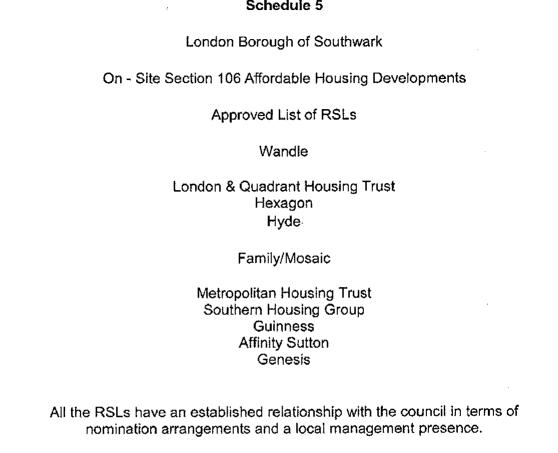 Schedule 5
London Borough of Southwark
On - Site Section 106 Affordable Housing Developments
Approved List of RSLs
Wandle
London & Quadrant Housing Trust
Hexagon
Hyde
Family/Mosaic
Metropolitan Housing Trust
Southern Housing Group
Guinness
Affinity Sutton
Genesis
All the RSLs have an established relationship with the council in terms of
nomination arrangements and a local management presence.